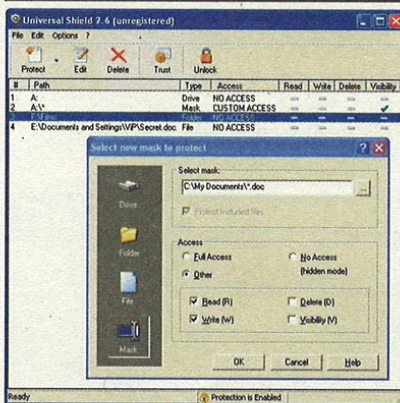 Universal Shield 2.6 (unregistered)
File Edit Options ?
Protect Edit Delete Trust Unlock
# Path Type Access Read Write Delete Visibility
1 A: Drive NO ACCESS
2 A:\* Mask CUSTOM ACCESS
3 Folder NO ACCESS
4 E:\Documents and Settings\ViP\Secret.doc File NO ACCESS
Select new mask to protect
Select mask:
C:\My Documents\*.doc
...
Protect included files
Drive
Folder
File
Mask
Access
Full Access
No Access
(hidden mode)
Other
Read (R)
Delete (D)
Write (W)
Visibility (V)
OK Cancel Help
Ready Protection is Enabled